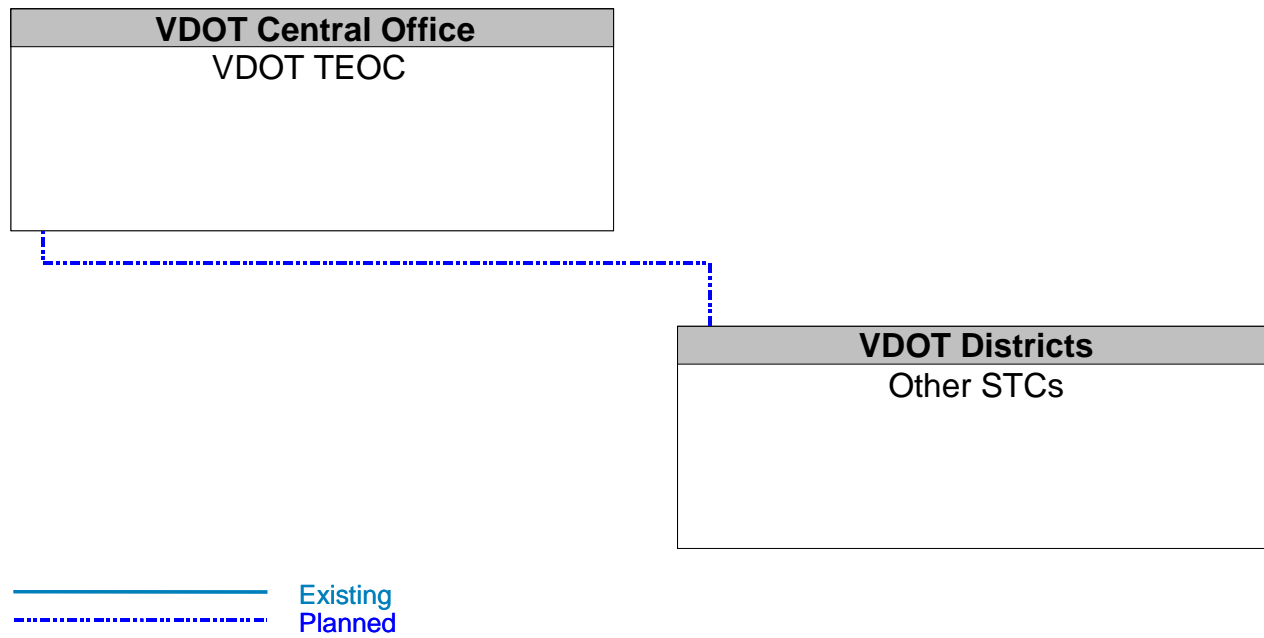 VDOT Central Office
VDOT TEOC
VDOT Districts
Other STCs
Existing
Planned